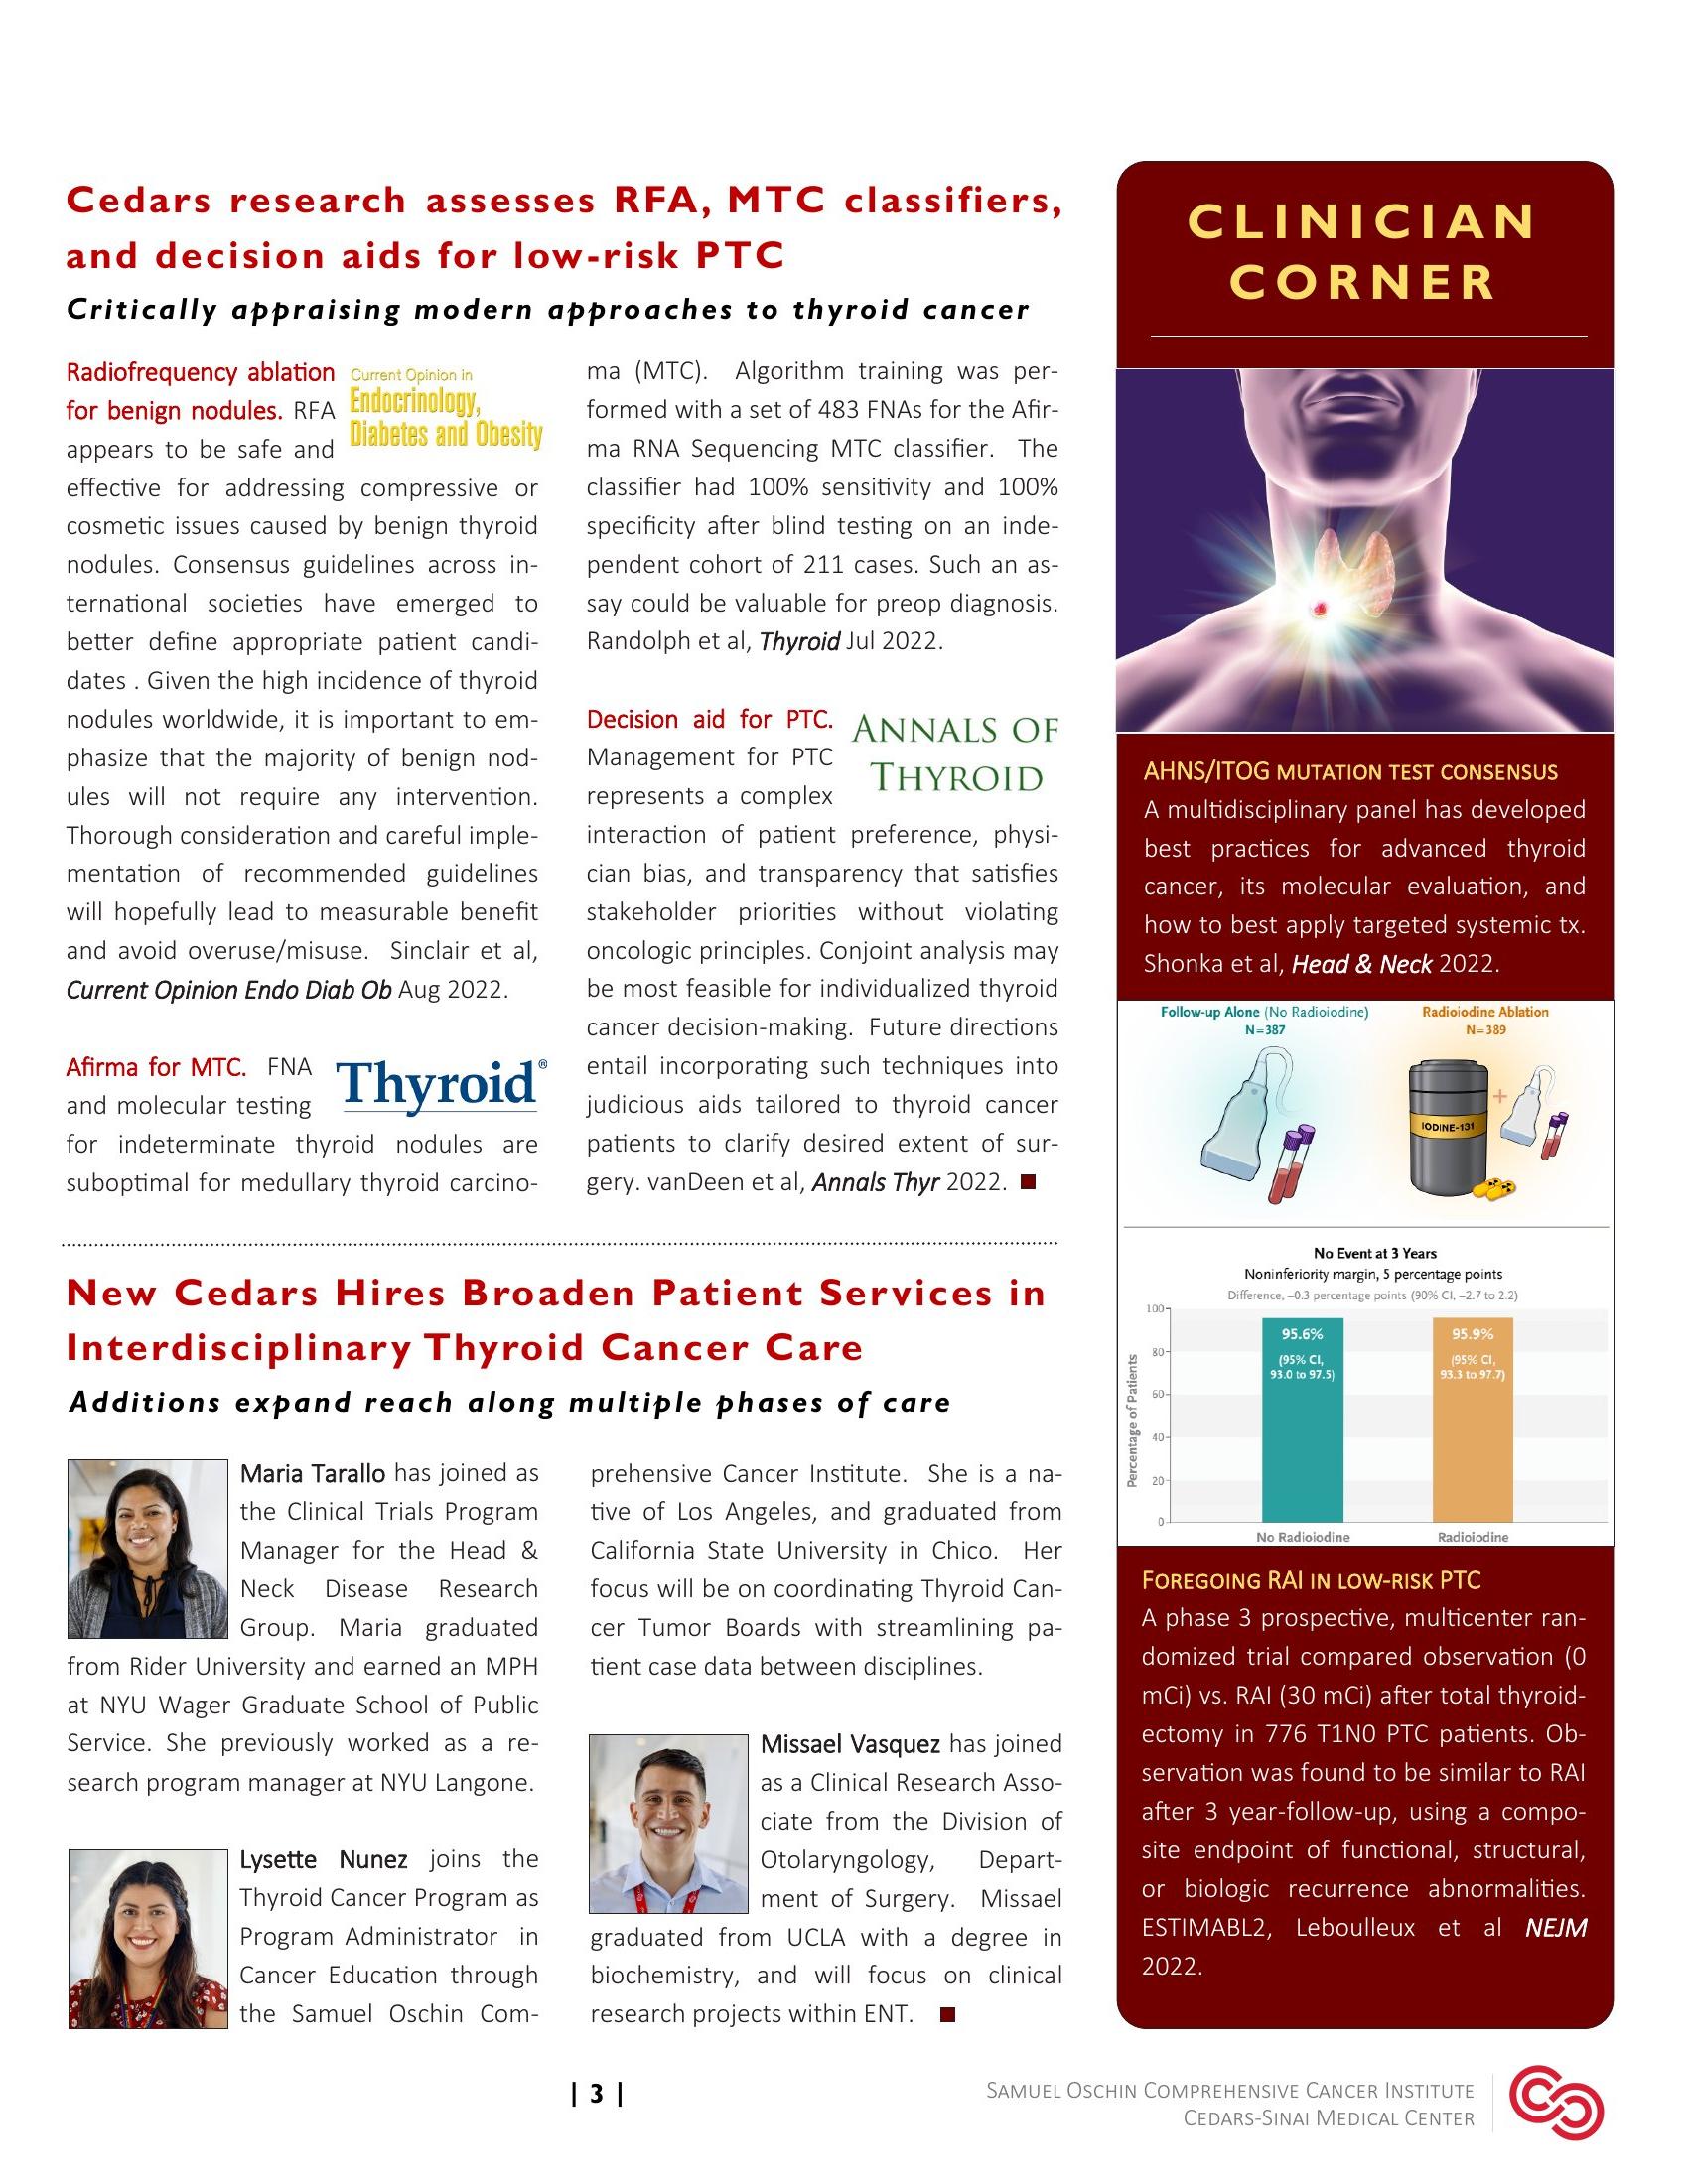 Cedars research assesses RFA, MTC classifiers,
and decision aids for low-risk PTC
Critically appraising modern approaches to thyroid cancer
Radiofrequency ablation
for benign nodules. RFA
appears to be safe and
Current Opinion in
Endocrinology,
Diabetes and Obesity
effective for addressing compressive or
cosmetic issues caused by benign thyroid
nodules. Consensus guidelines across in-
ternational societies have emerged to
better define appropriate patient candi-
dates . Given the high incidence of thyroid
nodules worldwide, it is important to em-
phasize that the majority of benign nod-
ules will not require any intervention.
Thorough consideration and careful imple-
mentation of recommended guidelines
will hopefully lead to measurable benefit
and avoid overuse/misuse. Sinclair et al,
Current Opinion Endo Diab Ob Aug 2022.
Afirma for MTC. FNA
and molecular testing
Thyroid®
for indeterminate thyroid nodules are
suboptimal for medullary thyroid carcino-
ma (MTC). Algorithm training was per-
formed with a set of 483 FNAs for the Afir-
ma RNA Sequencing MTC classifier. The
classifier had 100% sensitivity and 100%
specificity after blind testing on an inde-
pendent cohort of 211 cases. Such an as-
say could be valuable for preop diagnosis.
Randolph et al, Thyroid Jul 2022.
Decision aid for PTC.
Management for PTC
represents a complex
ANNALS OF
THYROID
interaction of patient preference, physi-
cian bias, and transparency that satisfies
stakeholder priorities without violating
oncologic principles. Conjoint analysis may
be most feasible for individualized thyroid
cancer decision-making. Future directions
entail incorporating such techniques into
judicious aids tailored to thyroid cancer
patients to clarify desired extent of sur-
gery. vanDeen et al, Annals Thyr 2022.
New Cedars Hires Broaden Patient Services in
Interdisciplinary Thyroid Cancer Care
Additions expand reach along multiple phases of care
Maria Tarallo has joined as
the Clinical Trials Program
Manager for the Head &
Neck Disease Research
Group. Maria graduated
from Rider University and earned an MPH
at NYU Wager Graduate School of Public
Service. She previously worked as a re-
search program manager at NYU Langone.
Lysette Nunez joins the
Thyroid Cancer Program as
Program Administrator in
Cancer Education through
the Samuel Oschin Com-
prehensive Cancer Institute. She is a na-
tive of Los Angeles, and graduated from
California State University in Chico. Her
focus will be on coordinating Thyroid Can-
cer Tumor Boards with streamlining pa-
tient case data between disciplines.
Missael Vasquez has joined
as a Clinical Research Asso-
ciate from the Division of
Otolaryngology, Depart-
ment of Surgery. Missael
graduated from UCLA with a degree in
biochemistry, and will focus on clinical
research projects within ENT.
CLINICIAN
CORNER
AHNS/ITOG MUTATION TEST CONSENSUS
A multidisciplinary panel has developed
best practices for advanced thyroid
cancer, its molecular evaluation, and
how to best apply targeted systemic tx.
Shonka et al, Head & Neck 2022.
Follow-up Alone (No Radioiodine)
N=387
Radioiodine Ablation
N=389
IODINE-131
+
No Event at 3 Years
Noninferiority margin, 5 percentage points
Difference, –0.3 percentage points (90% CI, –2.7 to 2.2)
Percentage of Patients
100
80
60
40
20
0
95.6%
(95% CI,
93.0 to 97.5)
95.9%
(95% CI,
93.3 to 97.7)
No Radioiodine
Radioiodine
FOREGOING RAI IN LOW-RISK PTC
A phase 3 prospective, multicenter ran-
domized trial compared observation (0
mCi) vs. RAI (30 mCi) after total thyroid-
ectomy in 776 T1N0 PTC patients. Ob-
servation was found to be similar to RAI
after 3 year-follow-up, using a compo-
site endpoint of functional, structural,
or biologic recurrence abnormalities.
ESTIMABL2, Leboulleux et al NEJM
2022.
| 3 |
SAMUEL OSCHIN COMPREHENSIVE CANCER INSTITUTE
CEDARS-SINAI MEDICAL CENTER